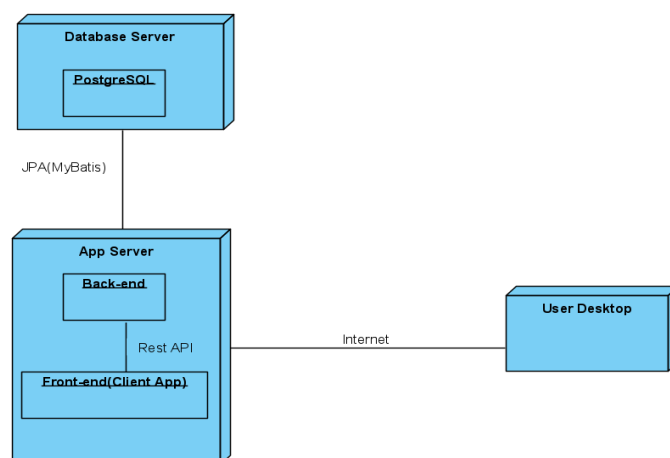 Database Server
PostgreSQL
JPA(MyBatis)
App Server
Back-end
Rest API
Front-end(Client App)
Internet
User Desktop